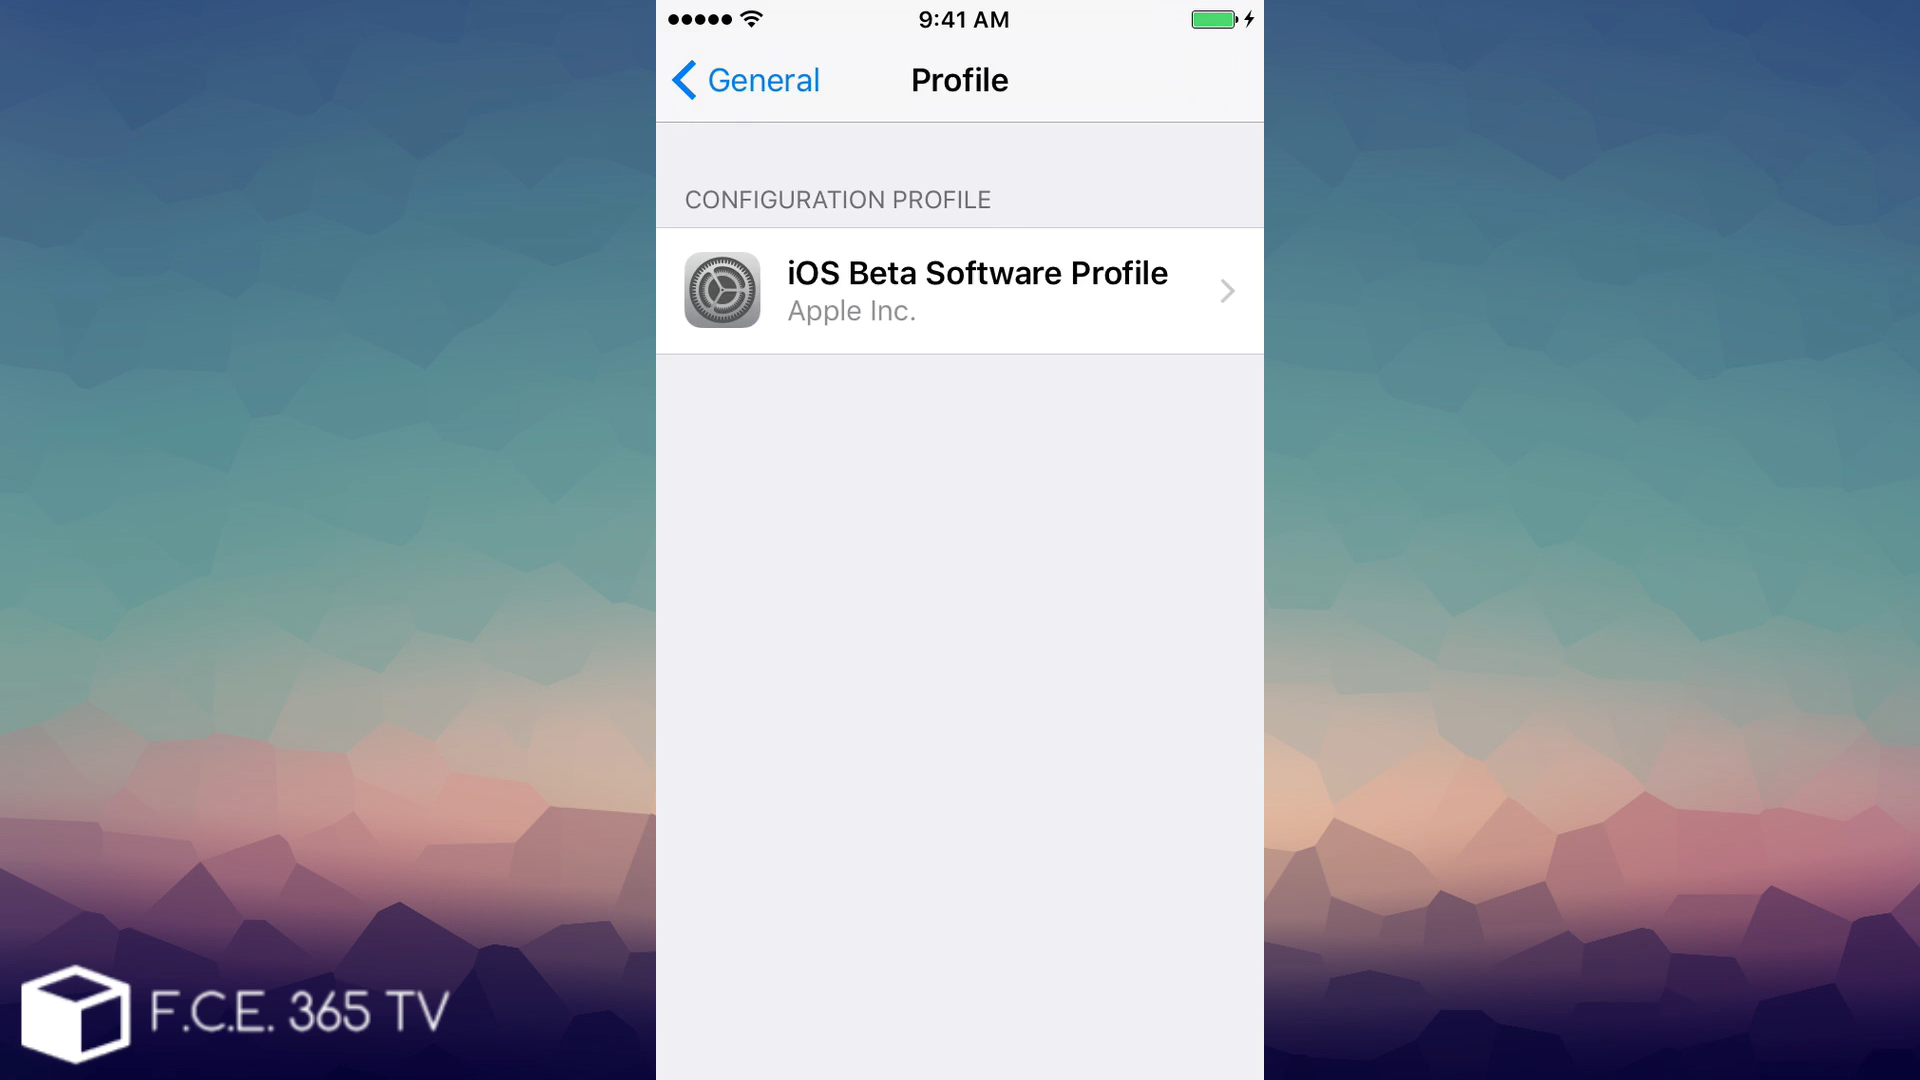 9:41 AM
General
Profile
CONFIGURATION PROFILE
iOS Beta Software Profile
Apple Inc.
F.C.E. 365 TV